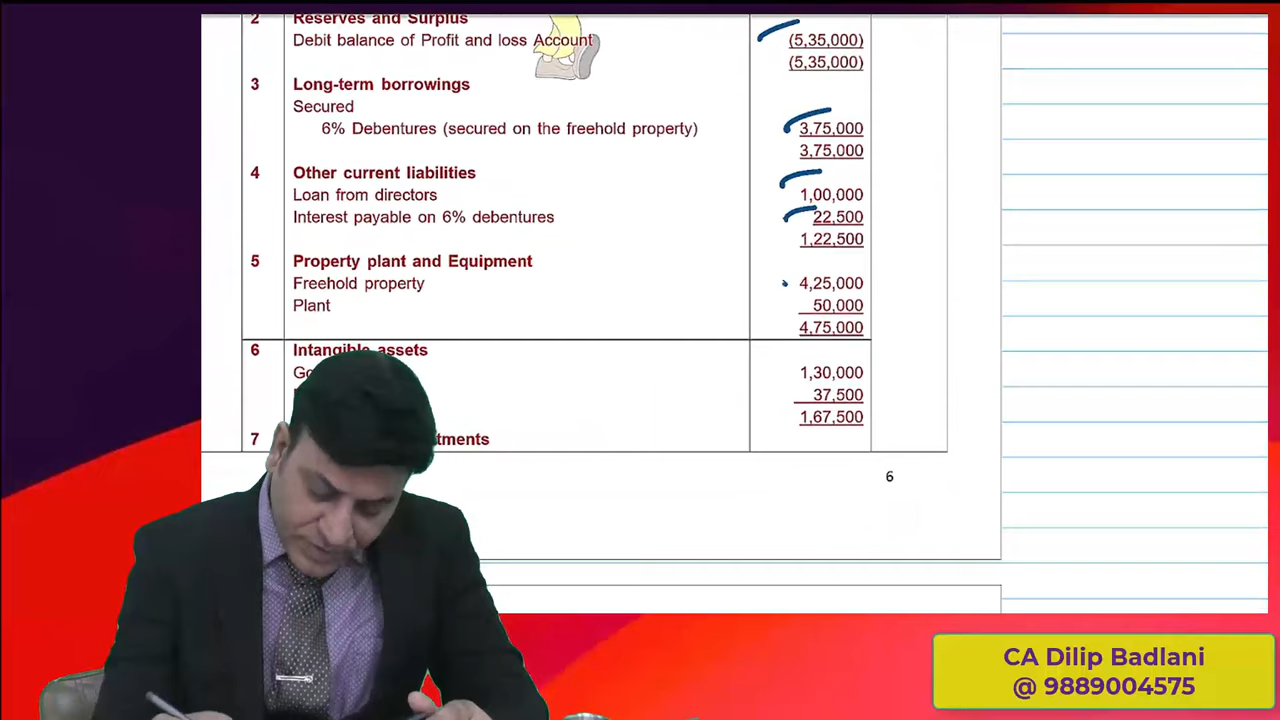 2 Reserves and Surplus
Debit balance of Profit and loss Account (5,35,000)
(5,35,000)
3 Long-term borrowings
Secured
6% Debentures (secured on the freehold property) 3,75,000
3,75,000
4 Other current liabilities
Loan from directors 1,00,000
Interest payable on 6% debentures 22,500
1,22,500
5 Property plant and Equipment
Freehold property 4,25,000
Plant 50,000
4,75,000
6 Intangible assets
1,30,000
37,500
1,67,500
7
6
CA Dilip Badlani
@ 9889004575